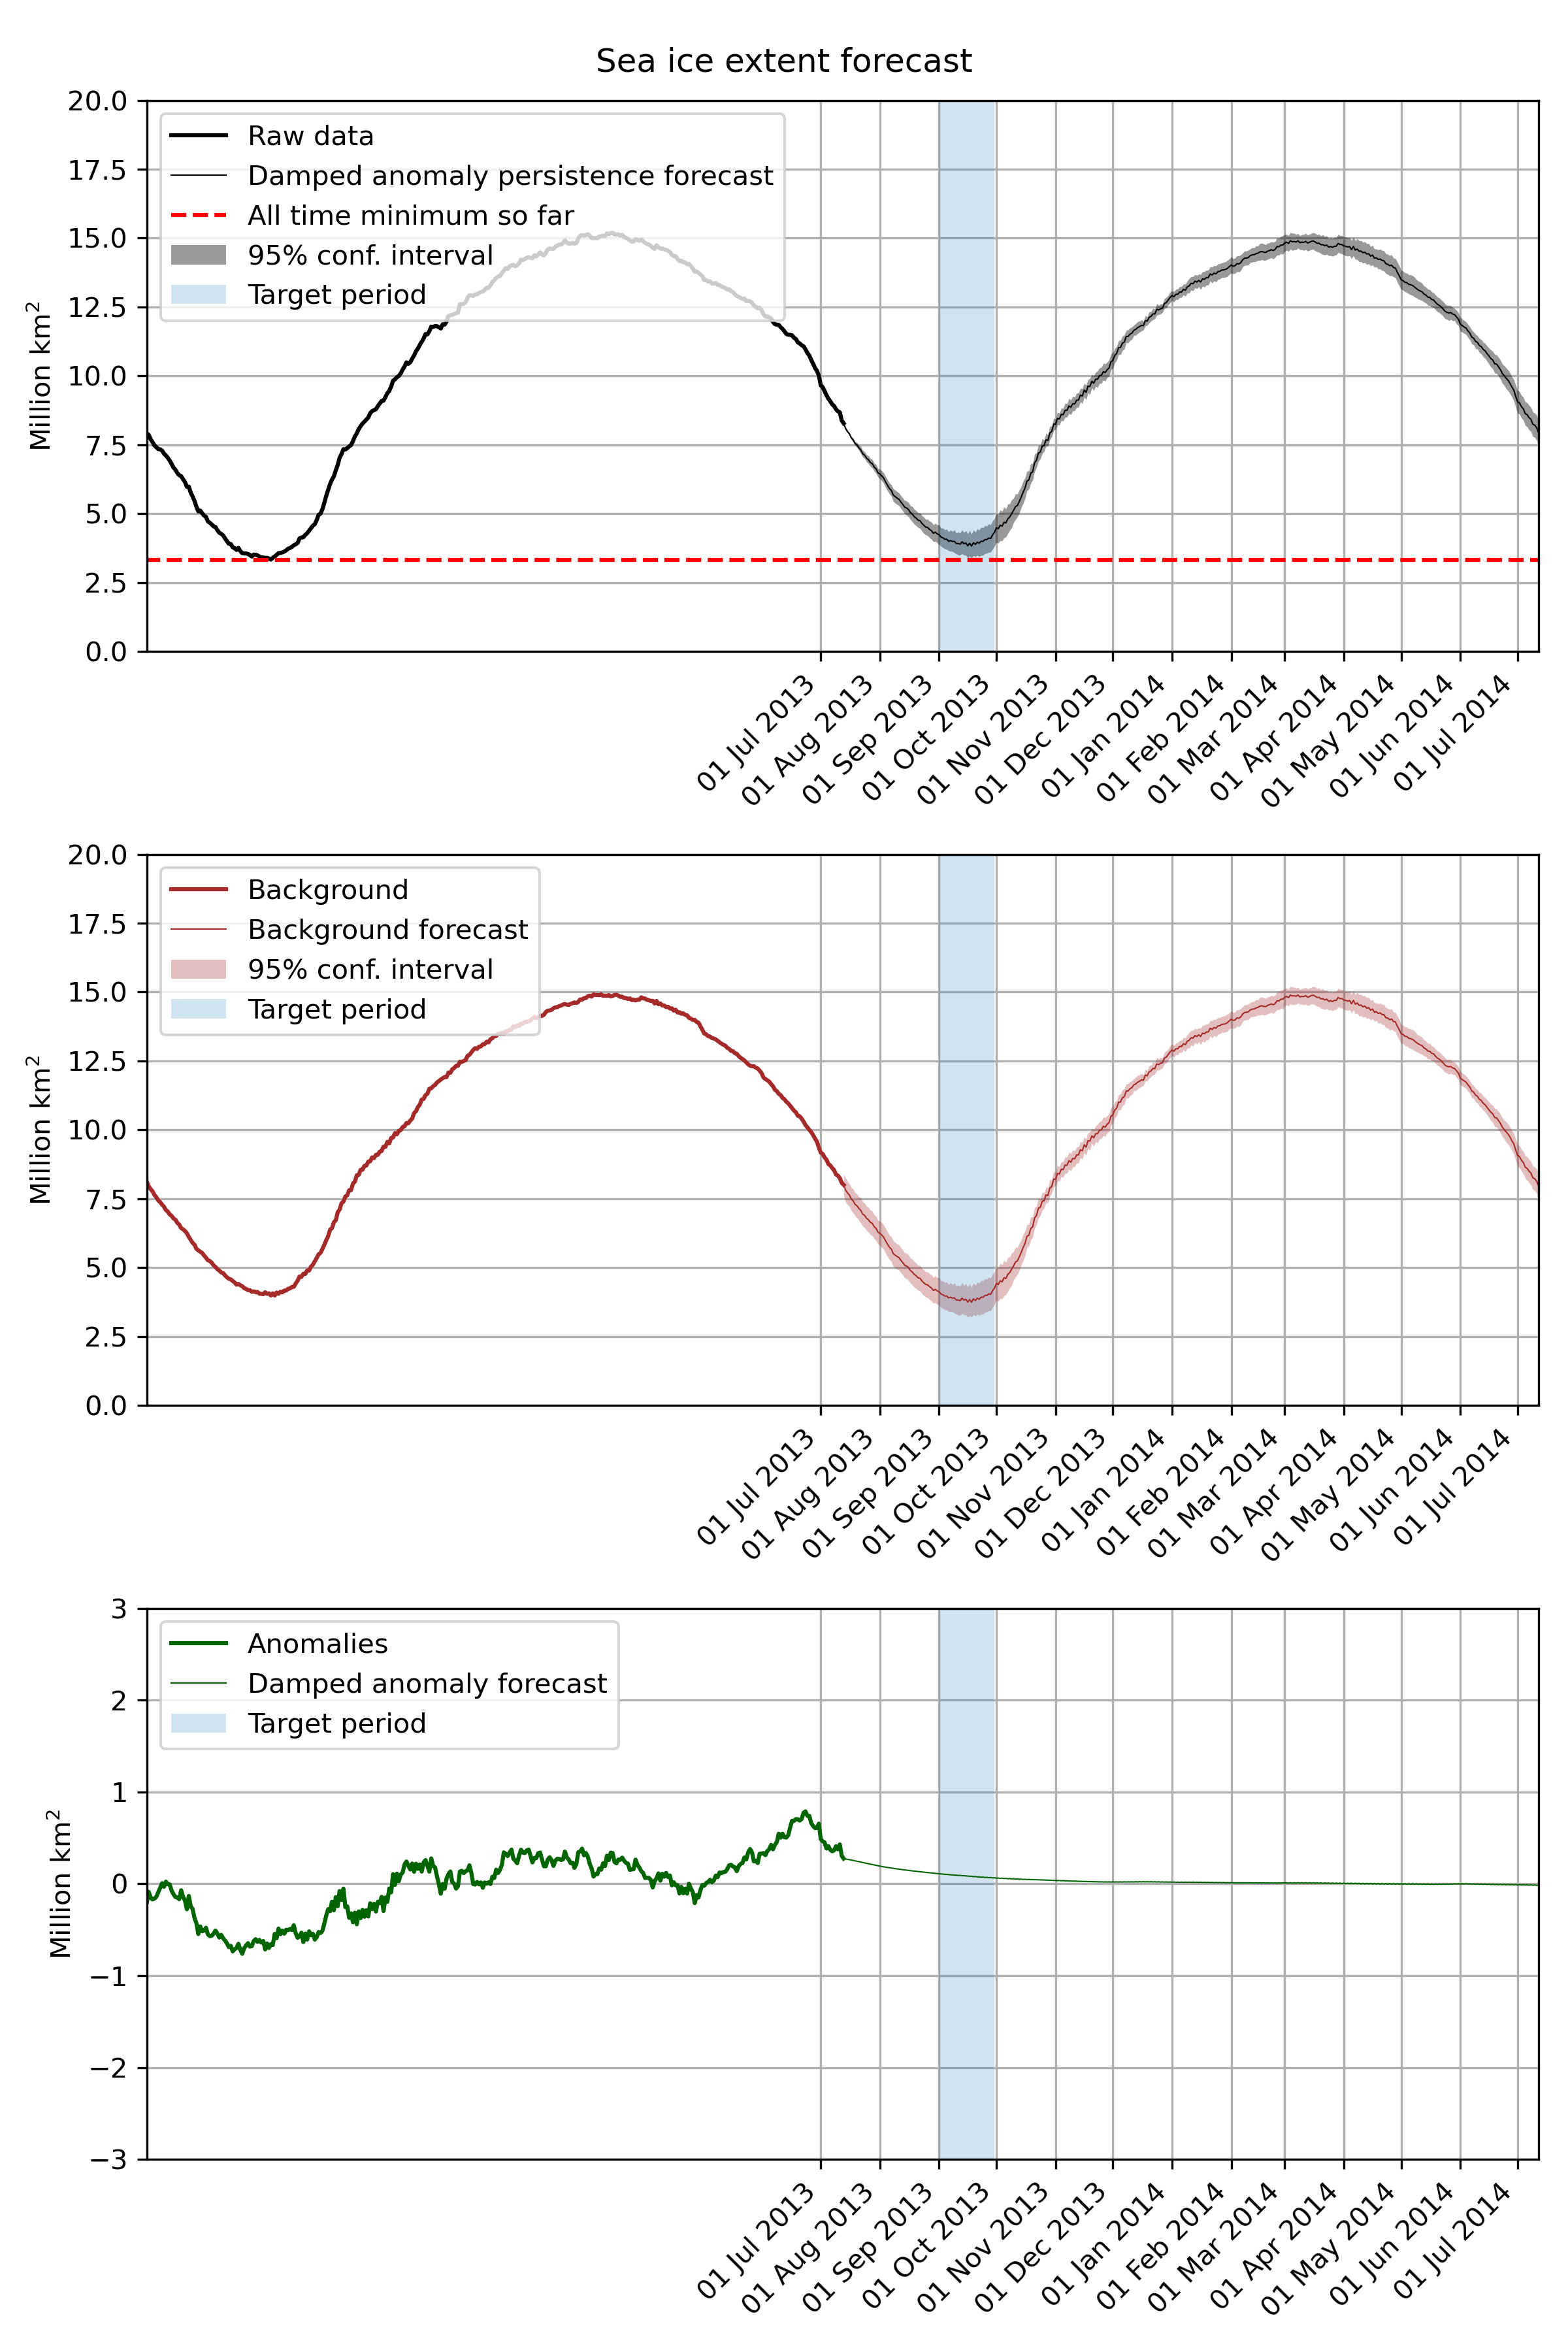 Sea ice extent forecast
20.0
17.5
15.0
12.5
10.0
7.5
5.0
2.5
0.0
Million km²
Raw data
Damped anomaly persistence forecast
All time minimum so far
95% conf. interval
Target period
01 Jul 2013
01 Aug 2013
01 Sep 2013
01 Oct 2013
01 Nov 2013
01 Dec 2013
01 Jan 2014
01 Feb 2014
01 Mar 2014
01 Apr 2014
01 May 2014
01 Jun 2014
01 Jul 2014
20.0
17.5
15.0
12.5
10.0
7.5
5.0
2.5
0.0
Million km²
Background
Background forecast
95% conf. interval
Target period
01 Jul 2013
01 Aug 2013
01 Sep 2013
01 Oct 2013
01 Nov 2013
01 Dec 2013
01 Jan 2014
01 Feb 2014
01 Mar 2014
01 Apr 2014
01 May 2014
01 Jun 2014
01 Jul 2014
3
2
1
0
−1
−2
−3
Million km²
Anomalies
Damped anomaly forecast
Target period
01 Jul 2013
01 Aug 2013
01 Sep 2013
01 Oct 2013
01 Nov 2013
01 Dec 2013
01 Jan 2014
01 Feb 2014
01 Mar 2014
01 Apr 2014
01 May 2014
01 Jun 2014
01 Jul 2014